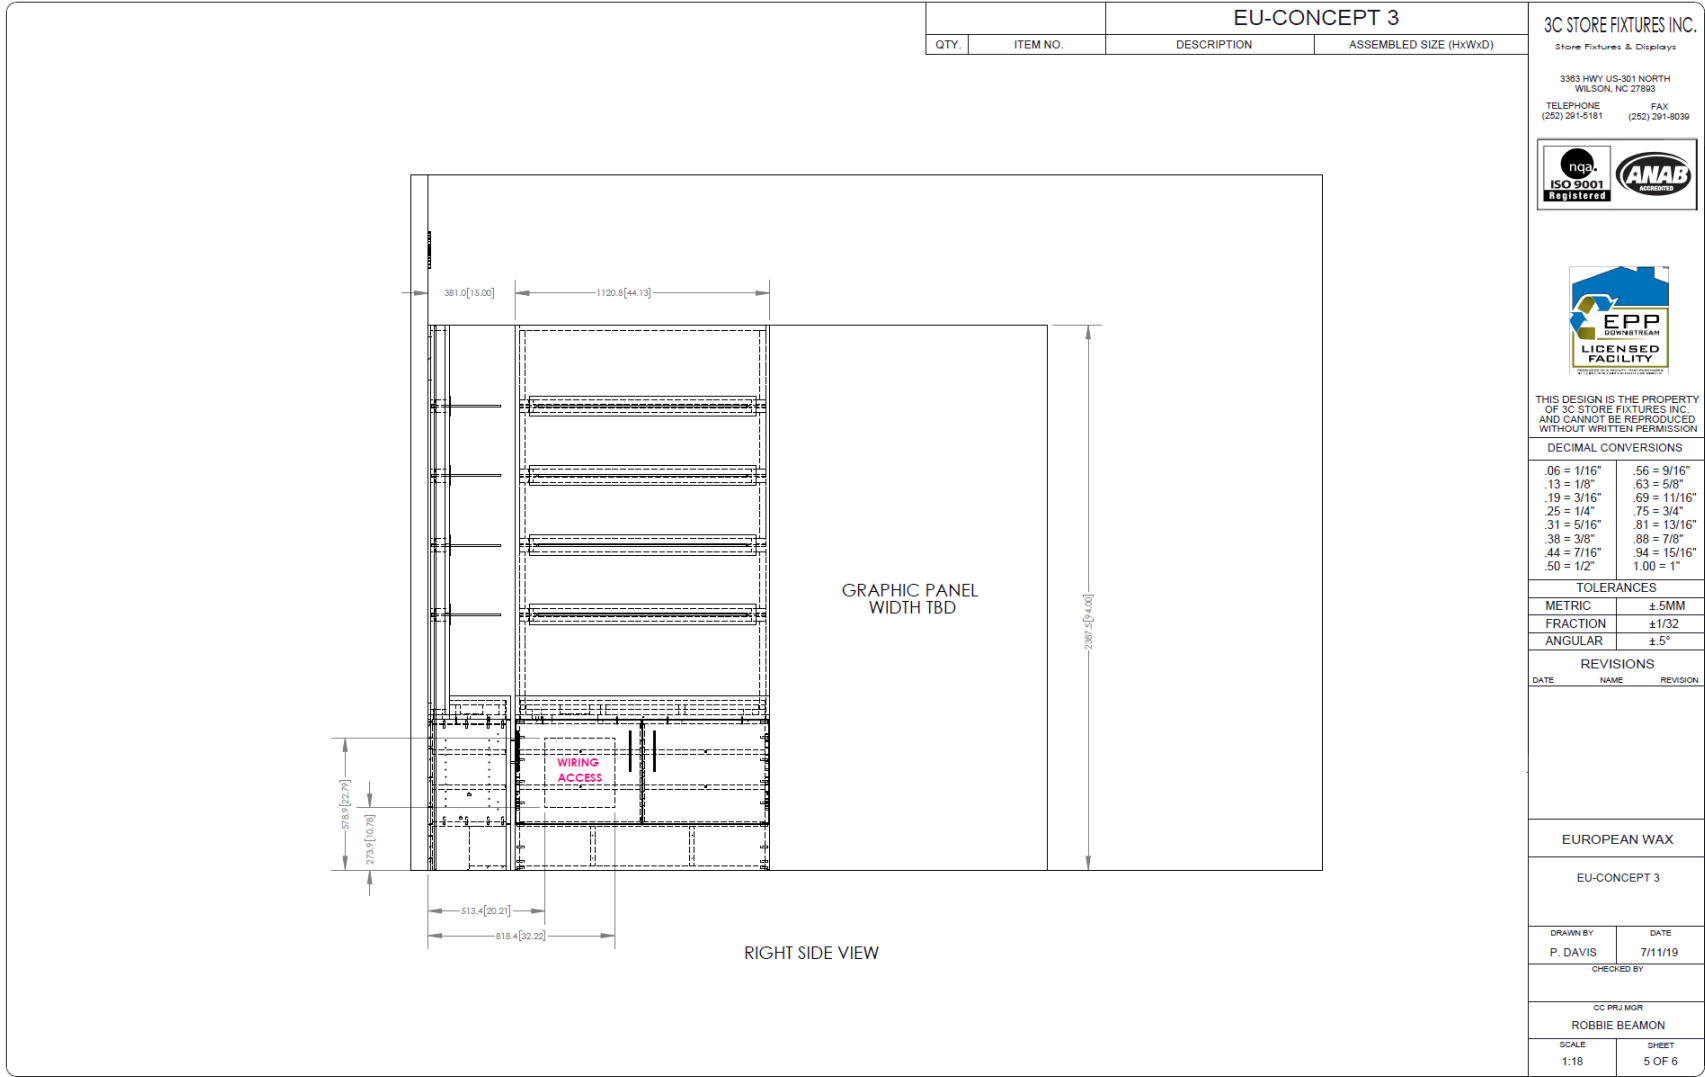 EU-CONCEPT 3
QTY. ITEM NO. DESCRIPTION ASSEMBLED SIZE (HxWxD)
3C STORE FIXTURES INC.
Store Fixtures & Displays
3363 HWY US-301 NORTH
WILSON, NC 27893
TELEPHONE FAX
(252) 291-5181 (252) 291-8039
nqa.
ISO 9001
Registered
ANAB
ACCREDITED
EPP
DOWNSTREAM
LICENSED
FACILITY
THIS DESIGN IS THE PROPERTY
OF 3C STORE FIXTURES INC.
AND CANNOT BE REPRODUCED
WITHOUT WRITTEN PERMISSION
DECIMAL CONVERSIONS
.06 = 1/16" .56 = 9/16"
.13 = 1/8" .63 = 5/8"
.19 = 3/16" .69 = 11/16"
.25 = 1/4" .75 = 3/4"
.31 = 5/16" .81 = 13/16"
.38 = 3/8" .88 = 7/8"
.44 = 7/16" .94 = 15/16"
.50 = 1/2" 1.00 = 1"
TOLERANCES
METRIC ±.5MM
FRACTION ±1/32
ANGULAR ±.5°
REVISIONS
DATE NAME REVISION
EUROPEAN WAX
EU-CONCEPT 3
DRAWN BY DATE
P. DAVIS 7/11/19
CHECKED BY
CC PRJ MGR
ROBBIE BEAMON
SCALE SHEET
1:18 5 OF 6
381.0[15.00] 1120.8[44.13]
2387.5[94.00]
GRAPHIC PANEL
WIDTH TBD
WIRING
ACCESS
578.9[22.79]
273.9[10.78]
513.4[20.21]
818.4[32.22]
RIGHT SIDE VIEW